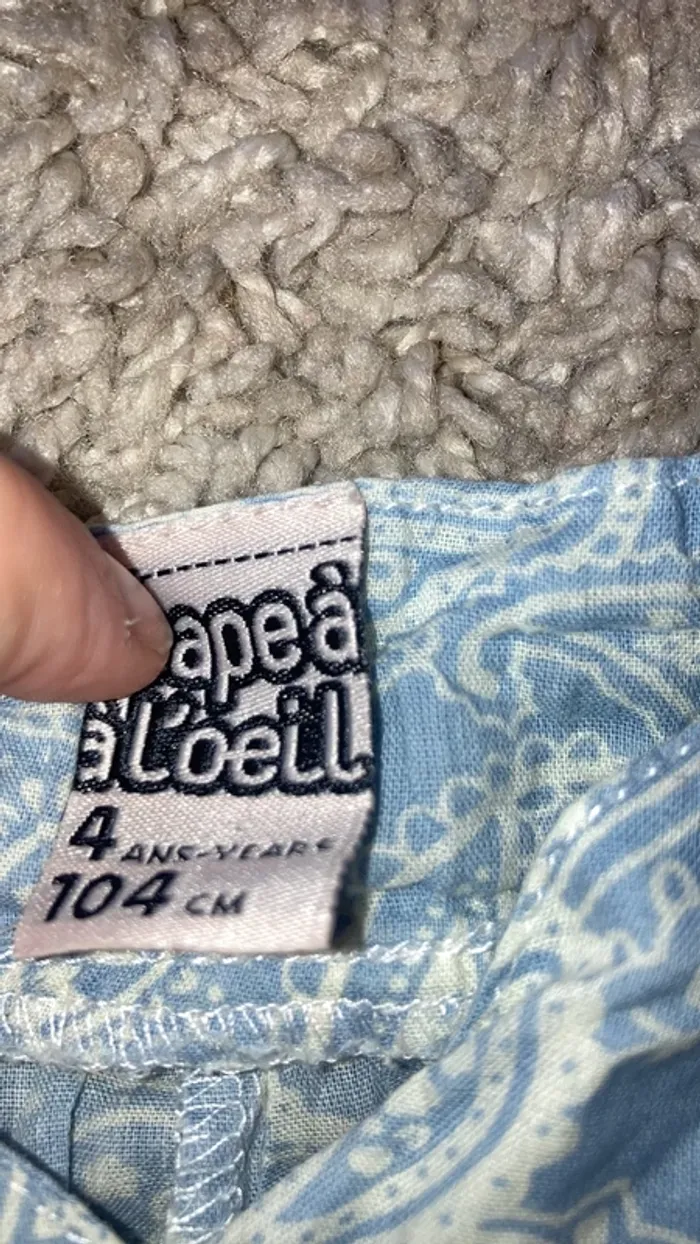 ape à
à l'oeil
4 ANS-YEARS
104 CM